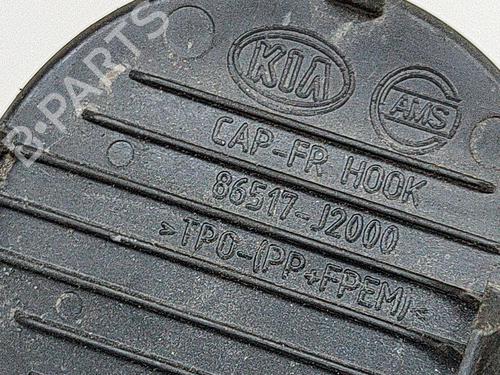 B-PARTS
KIA
AMS
CAP-FR HOOK
86517-J2000
>TPO-(PP+FPEM)<